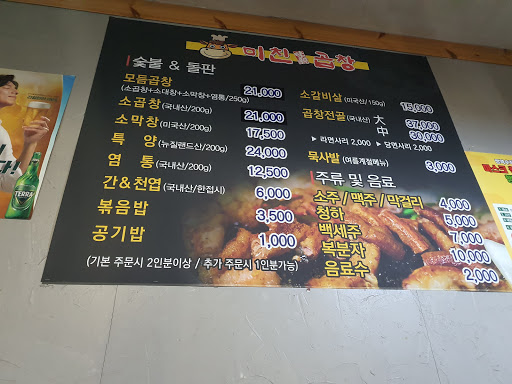 미친 곱창
숯불 & 돌판
모듬곱창 21,000
(소곱창+소대창+소막창+염통/250g)
소곱창(국내산/200g) 21,000
소막창(미국산/200g) 17,500
특 양(뉴질랜드산/200g) 24,000
염 통(국내산/200g) 12,500
간&천엽(국내산/한접시) 6,000
볶음밥 3,500
공기밥 1,000
(기본 주문시 2인분이상 / 추가 주문시 1인분가능)
소갈비살(미국산/150g) 15,000
곱창전골(국내산) 大 37,000
中 30,000
▶ 라면사리 2,000 ▶ 당면사리 2,000
묵사발(여름계절메뉴) 3,000
주류 및 음료
소주 / 맥주 / 막걸리 4,000
청하 5,000
백세주 7,000
복분자 10,000
음료수 2,000
TERRA